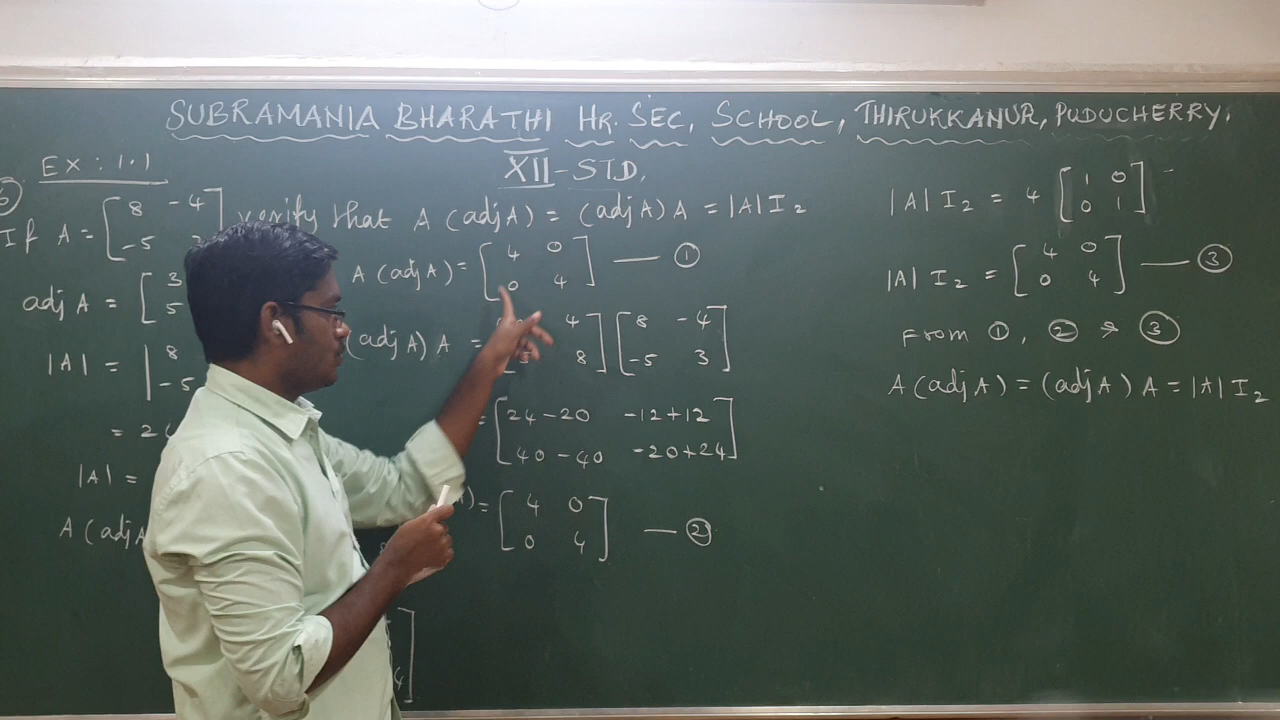 SUBRAMANIA BHARATHI HR. SEC, SCHOOL, THIRUKKANUR, PUDUCHERRY.
XII-STD,
EX: 1.1
6
If A = [ 8 -4
-5
verify that A (adj A) = (adj A) A = |A| I₂
adj A = [ 3
5
|A| = | 8
-5
= 2
|A| =
A (adj A
A (adj A) = [ 4 0
0 4 ] — ①
(adj A) A = 4 ] [ 8 -4
8 ] [ -5 3 ]
= [ 24-20 -12+12
40-40 -20+24 ]
= [ 4 0
0 4 ] — ②
|A| I₂ = 4 [ 1 0
0 1 ]
|A| I₂ = [ 4 0
0 4 ] — ③
From ①, ② & ③
A (adj A) = (adj A) A = |A| I₂